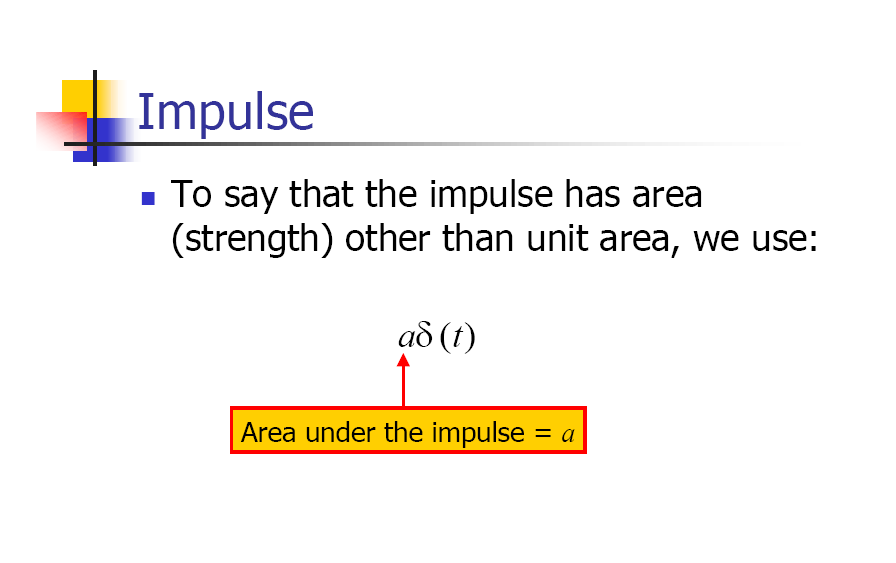 Impulse
To say that the impulse has area
(strength) other than unit area, we use:
aδ(t)
Area under the impulse = a